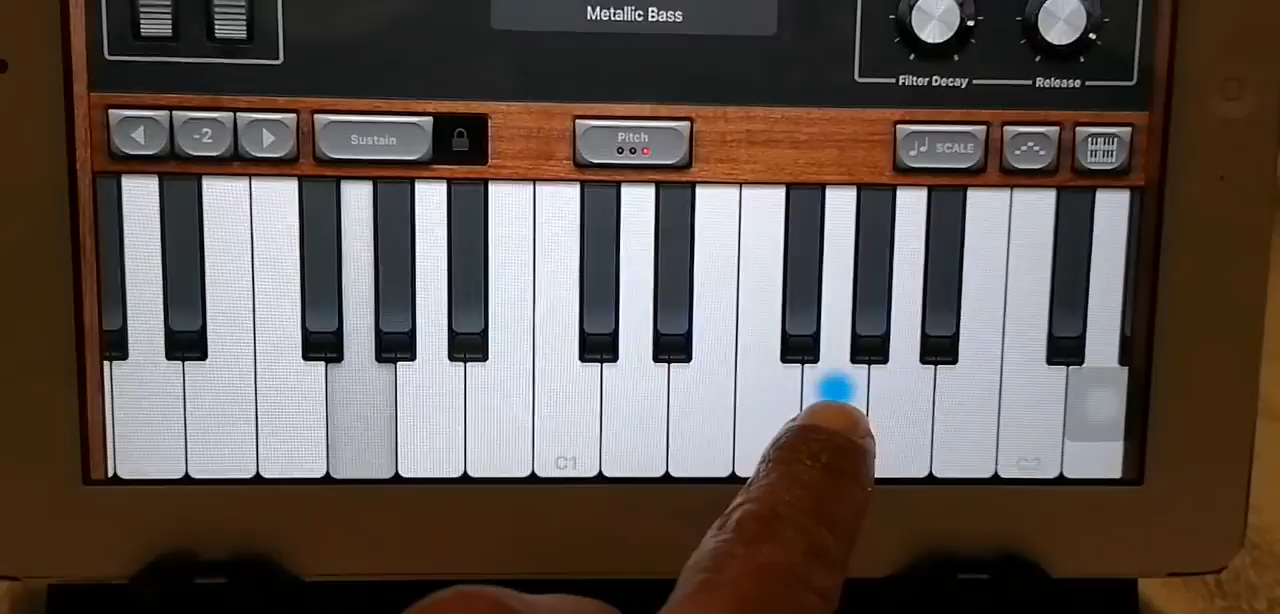 Metallic Bass
Filter Decay
Release
-2
Sustain
Pitch
SCALE
C1
C2